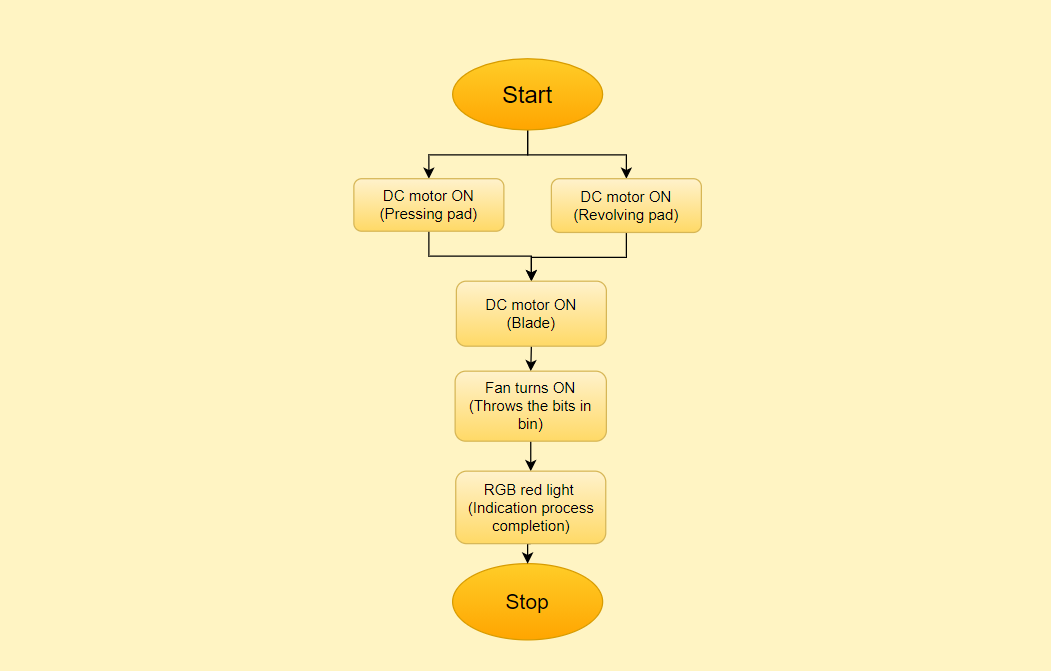 Start
DC motor ON
(Pressing pad)
DC motor ON
(Revolving pad)
DC motor ON
(Blade)
Fan turns ON
(Throws the bits in
bin)
RGB red light
(Indication process
completion)
Stop